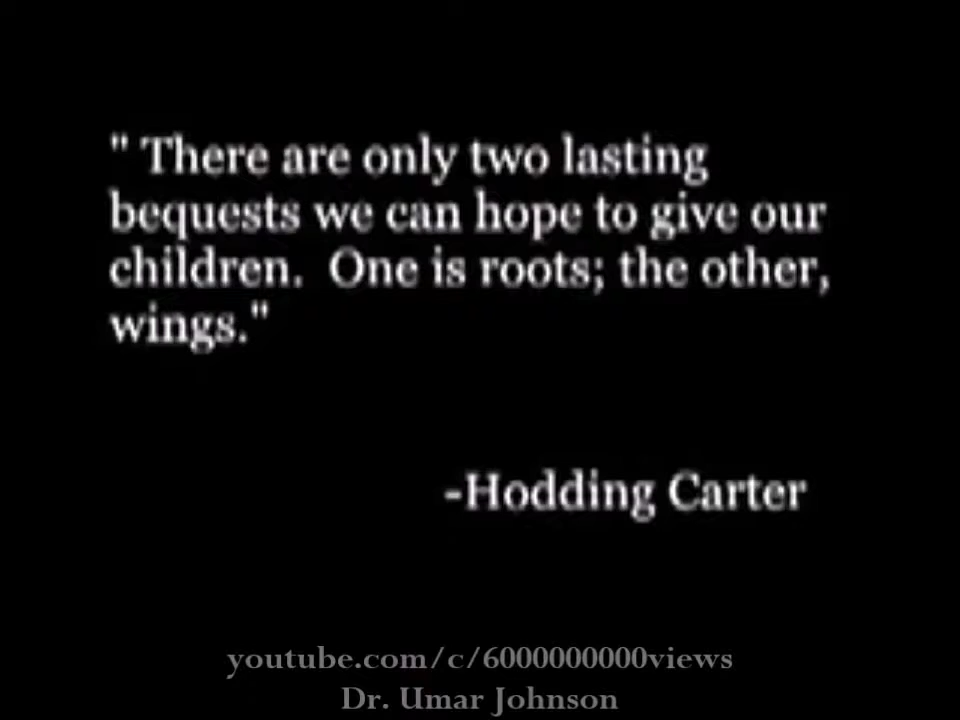 " There are only two lasting
bequests we can hope to give our
children.  One is roots; the other,
wings."
-Hodding Carter
youtube.com/c/6000000000views
Dr. Umar Johnson